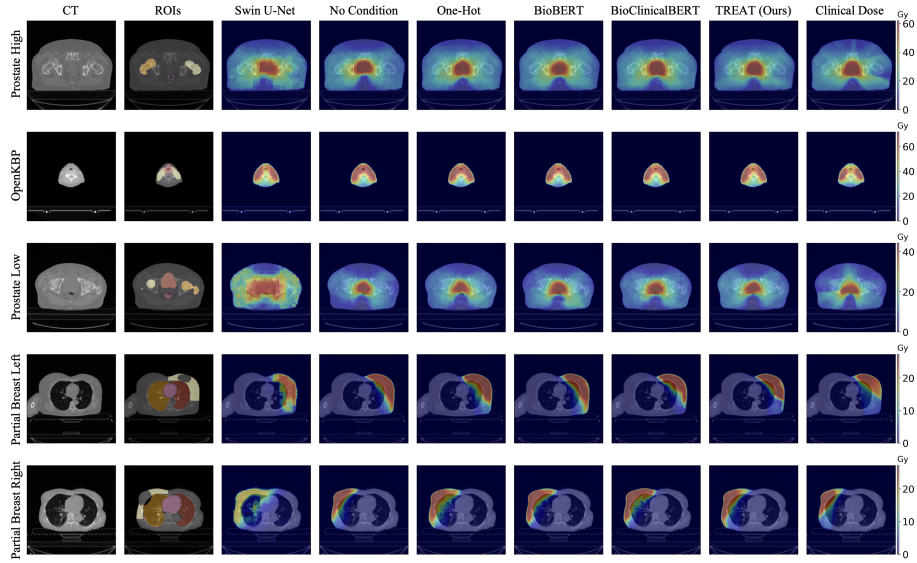 CT ROIs Swin U-Net No Condition One-Hot BioBERT BioClinicalBERT TREAT (Ours) Clinical Dose
Prostate High
Gy
60
40
20
0
OpenKBP
Gy
60
40
20
0
Prostate Low
Gy
40
20
0
Partial Breast Left
Gy
20
10
0
Partial Breast Right
Gy
20
10
0